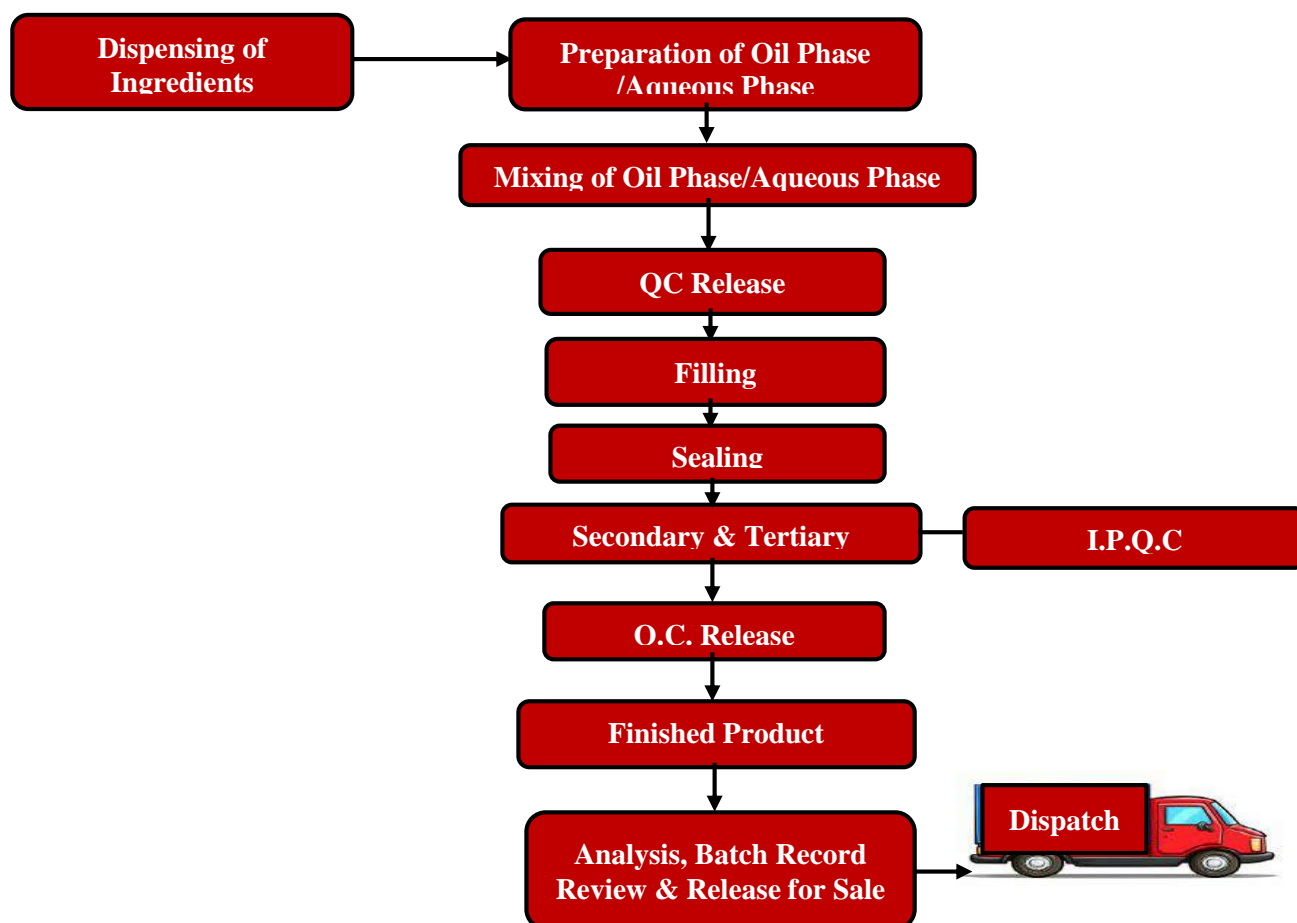 Dispensing of
Ingredients
Preparation of Oil Phase
/Aqueous Phase
Mixing of Oil Phase/Aqueous Phase
QC Release
Filling
Sealing
Secondary & Tertiary
I.P.Q.C
O.C. Release
Finished Product
Analysis, Batch Record
Review & Release for Sale
Dispatch